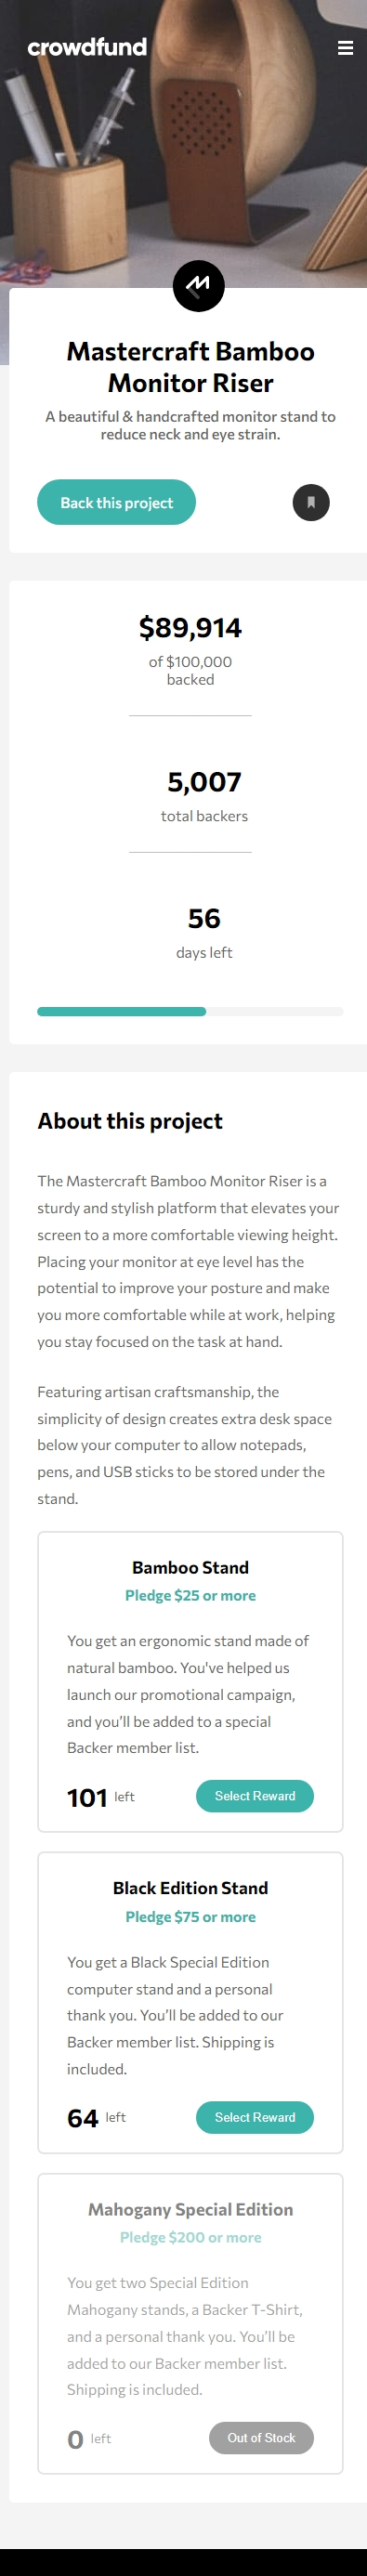 crowdfund
Mastercraft Bamboo
Monitor Riser
A beautiful & handcrafted monitor stand to
reduce neck and eye strain.
Back this project
$89,914
of $100,000
backed
5,007
total backers
56
days left
About this project
The Mastercraft Bamboo Monitor Riser is a
sturdy and stylish platform that elevates your
screen to a more comfortable viewing height.
Placing your monitor at eye level has the
potential to improve your posture and make
you more comfortable while at work, helping
you stay focused on the task at hand.
Featuring artisan craftsmanship, the
simplicity of design creates extra desk space
below your computer to allow notepads,
pens, and USB sticks to be stored under the
stand.
Bamboo Stand
Pledge $25 or more
You get an ergonomic stand made of
natural bamboo. You've helped us
launch our promotional campaign,
and you’ll be added to a special
Backer member list.
101 left
Select Reward
Black Edition Stand
Pledge $75 or more
You get a Black Special Edition
computer stand and a personal
thank you. You’ll be added to our
Backer member list. Shipping is
included.
64 left
Select Reward
Mahogany Special Edition
Pledge $200 or more
You get two Special Edition
Mahogany stands, a Backer T-Shirt,
and a personal thank you. You’ll be
added to our Backer member list.
Shipping is included.
0 left
Out of Stock